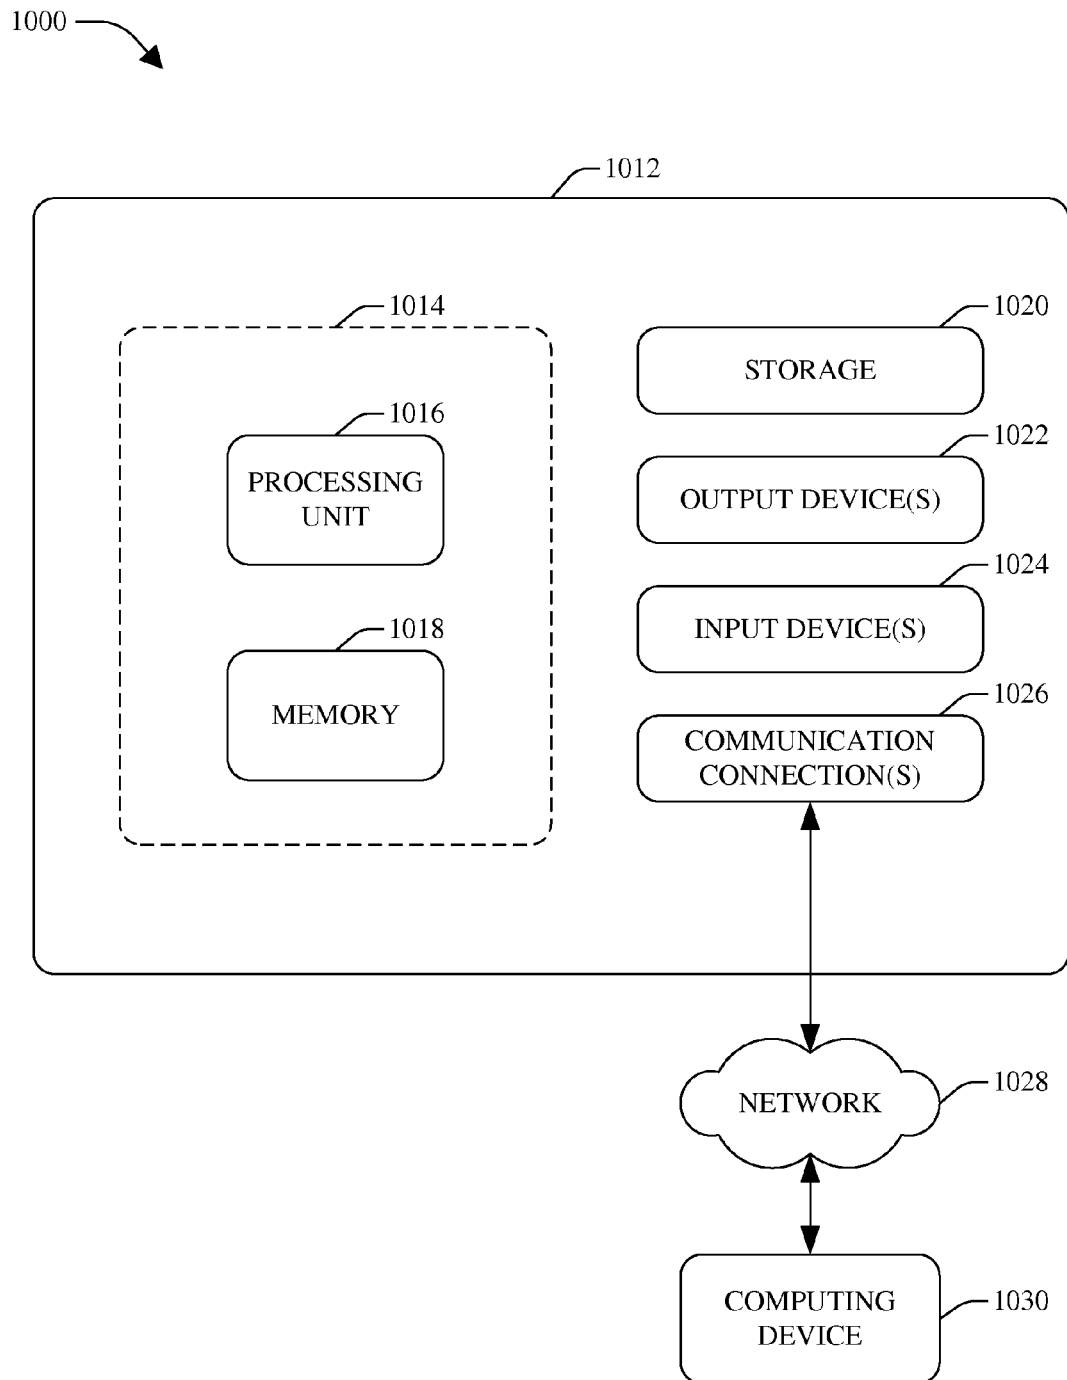 1000
1012
1014
1020
STORAGE
1016
PROCESSING
UNIT
1022
OUTPUT DEVICE(S)
1024
INPUT DEVICE(S)
1018
MEMORY
1026
COMMUNICATION
CONNECTION(S)
NETWORK
1028
COMPUTING
DEVICE
1030